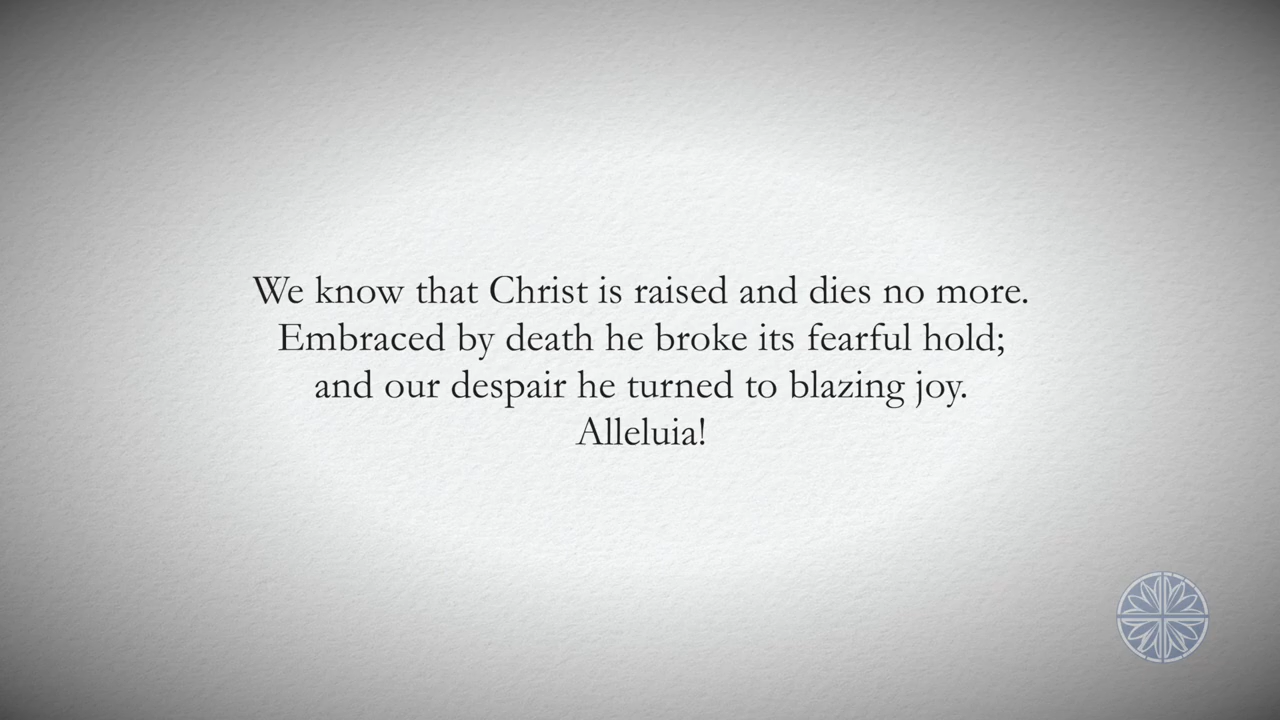 We know that Christ is raised and dies no more.
Embraced by death he broke its fearful hold;
and our despair he turned to blazing joy.
Alleluia!